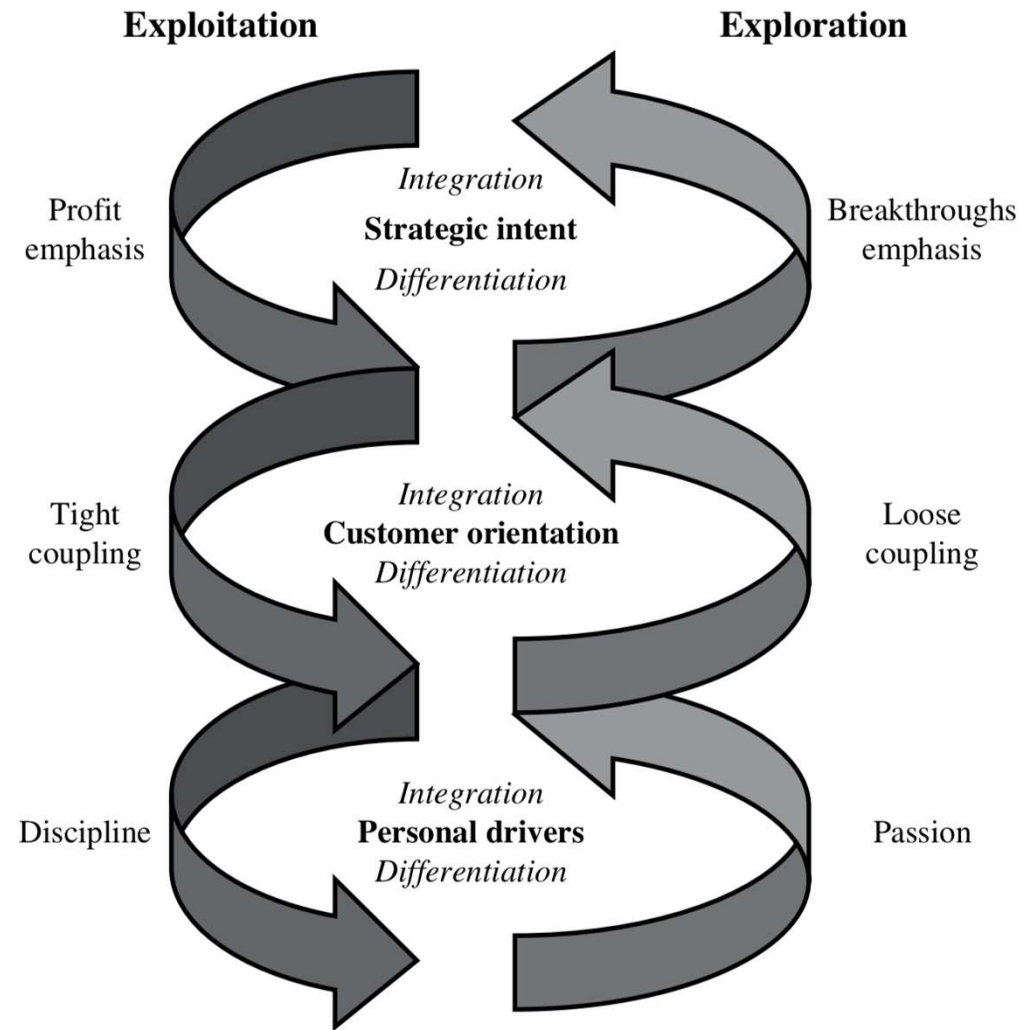 Exploitation
Exploration
Integration
Profit
emphasis
Strategic intent
Breakthroughs
emphasis
Differentiation
Integration
Tight
coupling
Customer orientation
Loose
coupling
Differentiation
Integration
Discipline
Personal drivers
Passion
Differentiation